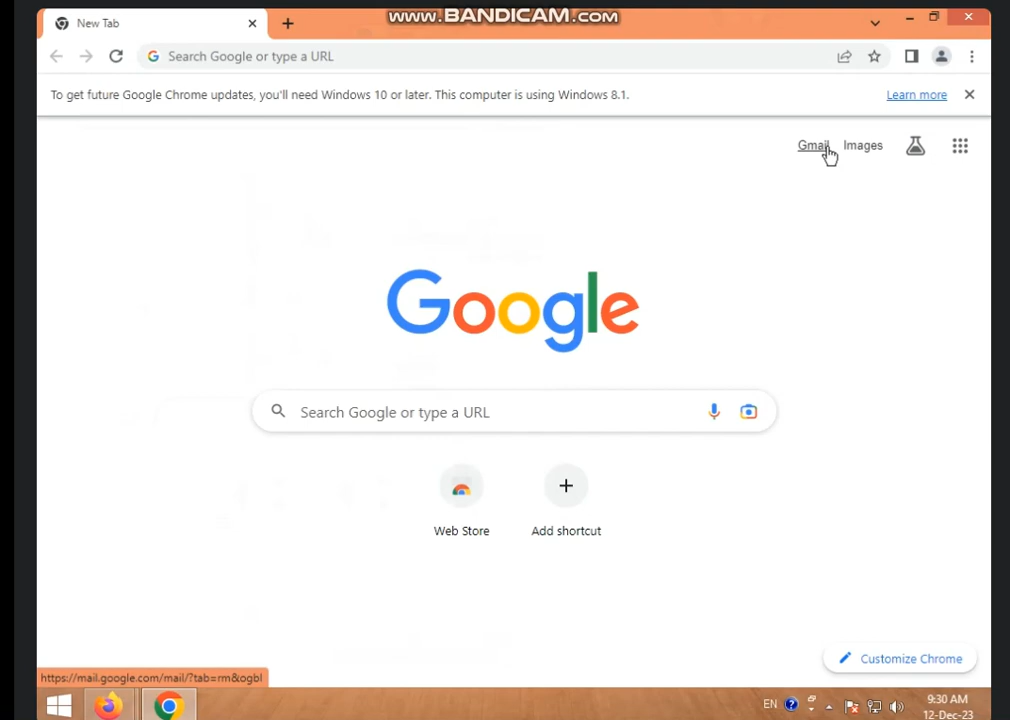 www.BANDICAM.com
New Tab
Search Google or type a URL
To get future Google Chrome updates, you'll need Windows 10 or later. This computer is using Windows 8.1.
Learn more
Gmail
Images
Google
Search Google or type a URL
Web Store
Add shortcut
Customize Chrome
https://mail.google.com/mail/?tab=rm&ogbl
EN
9:30 AM
12-Dec-23